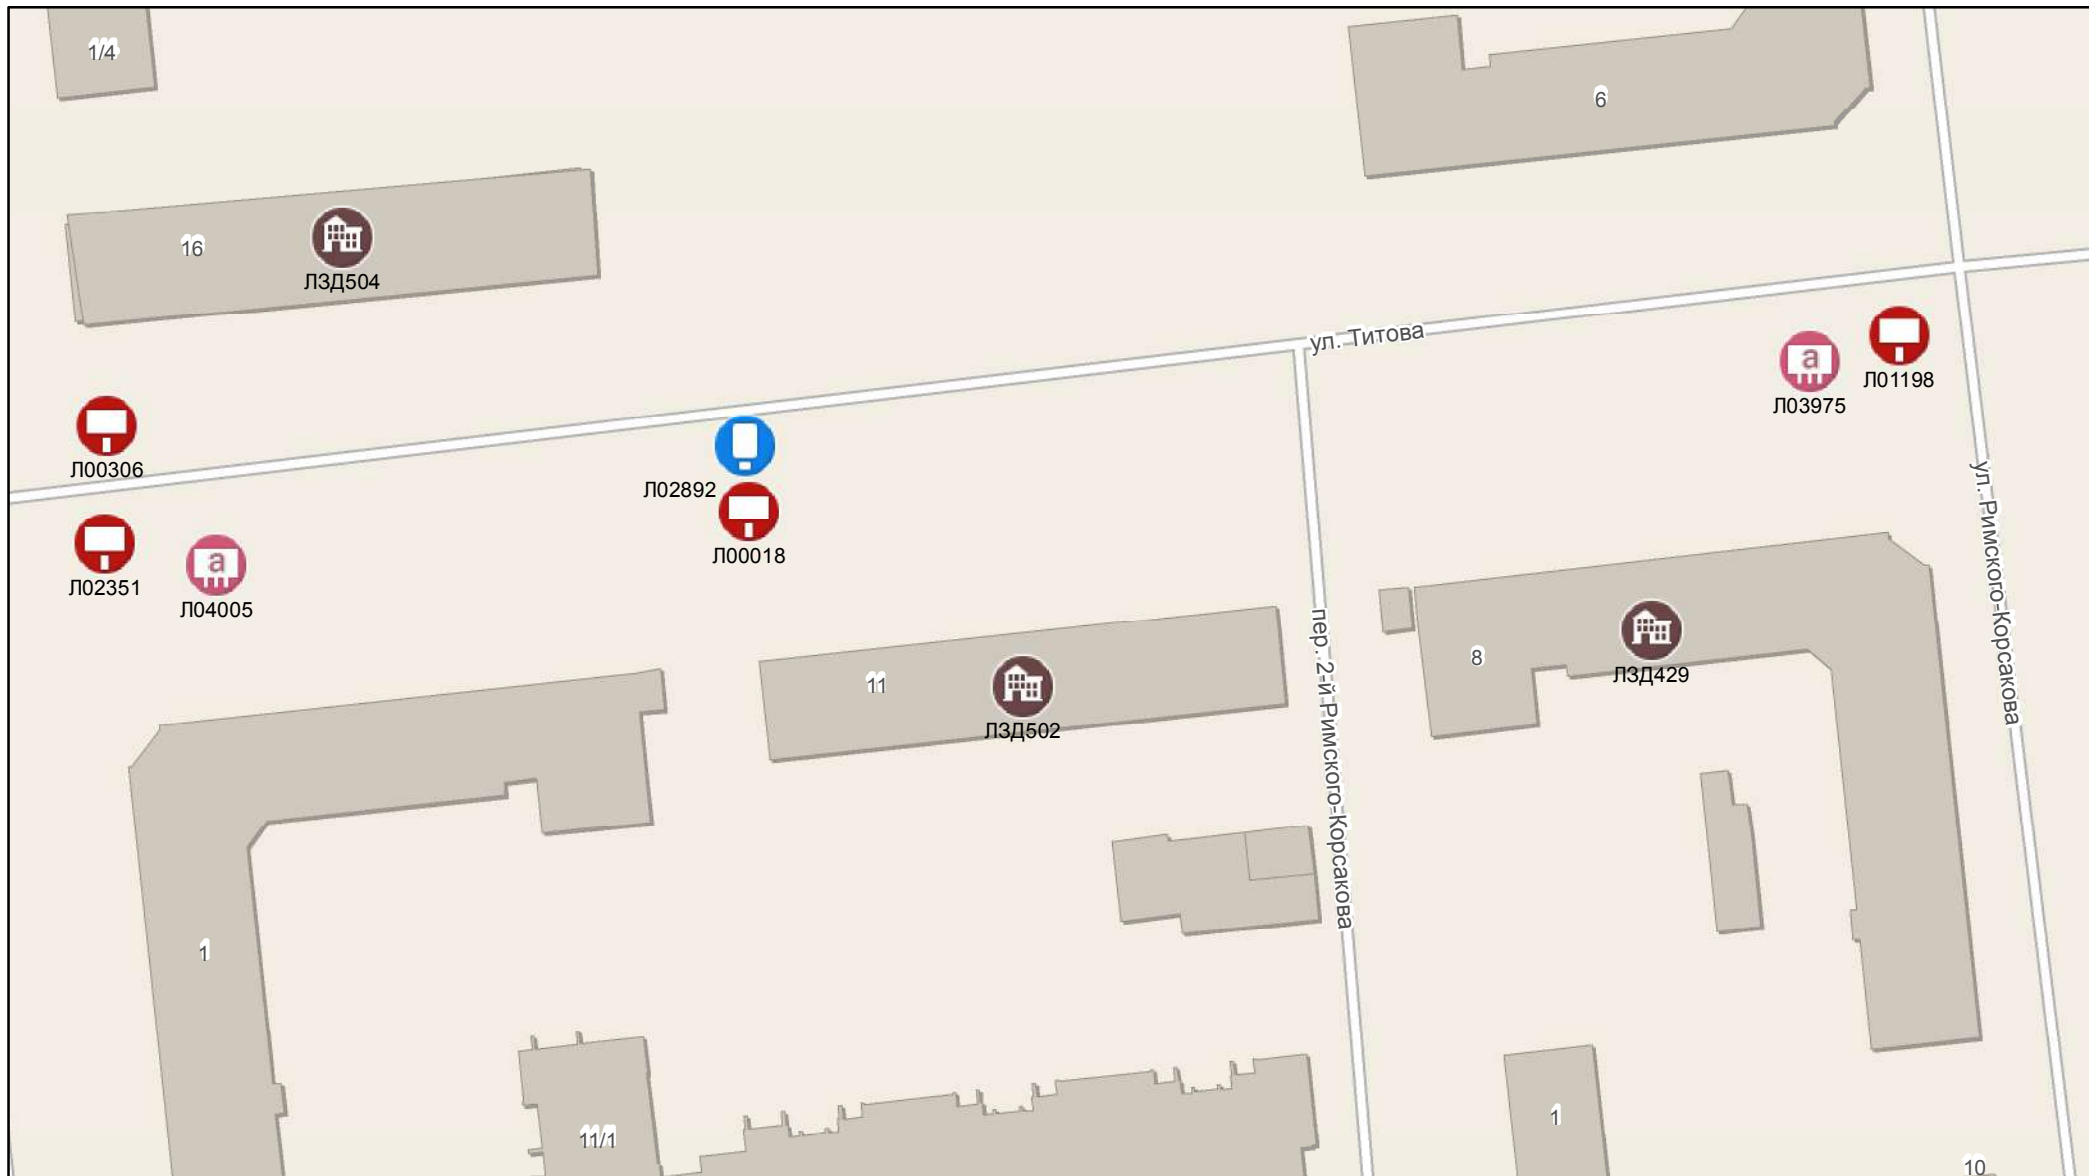 1/4
6
16
ЛЗД504
ул. Титова
а
Л03975
Л01198
Л00306
Л02892
Л00018
Л02351
а
Л04005
ул. Римского-Корсакова
пер. 2-й Римского-Корсакова
8
ЛЗД429
11
ЛЗД502
1
11/1
1
10